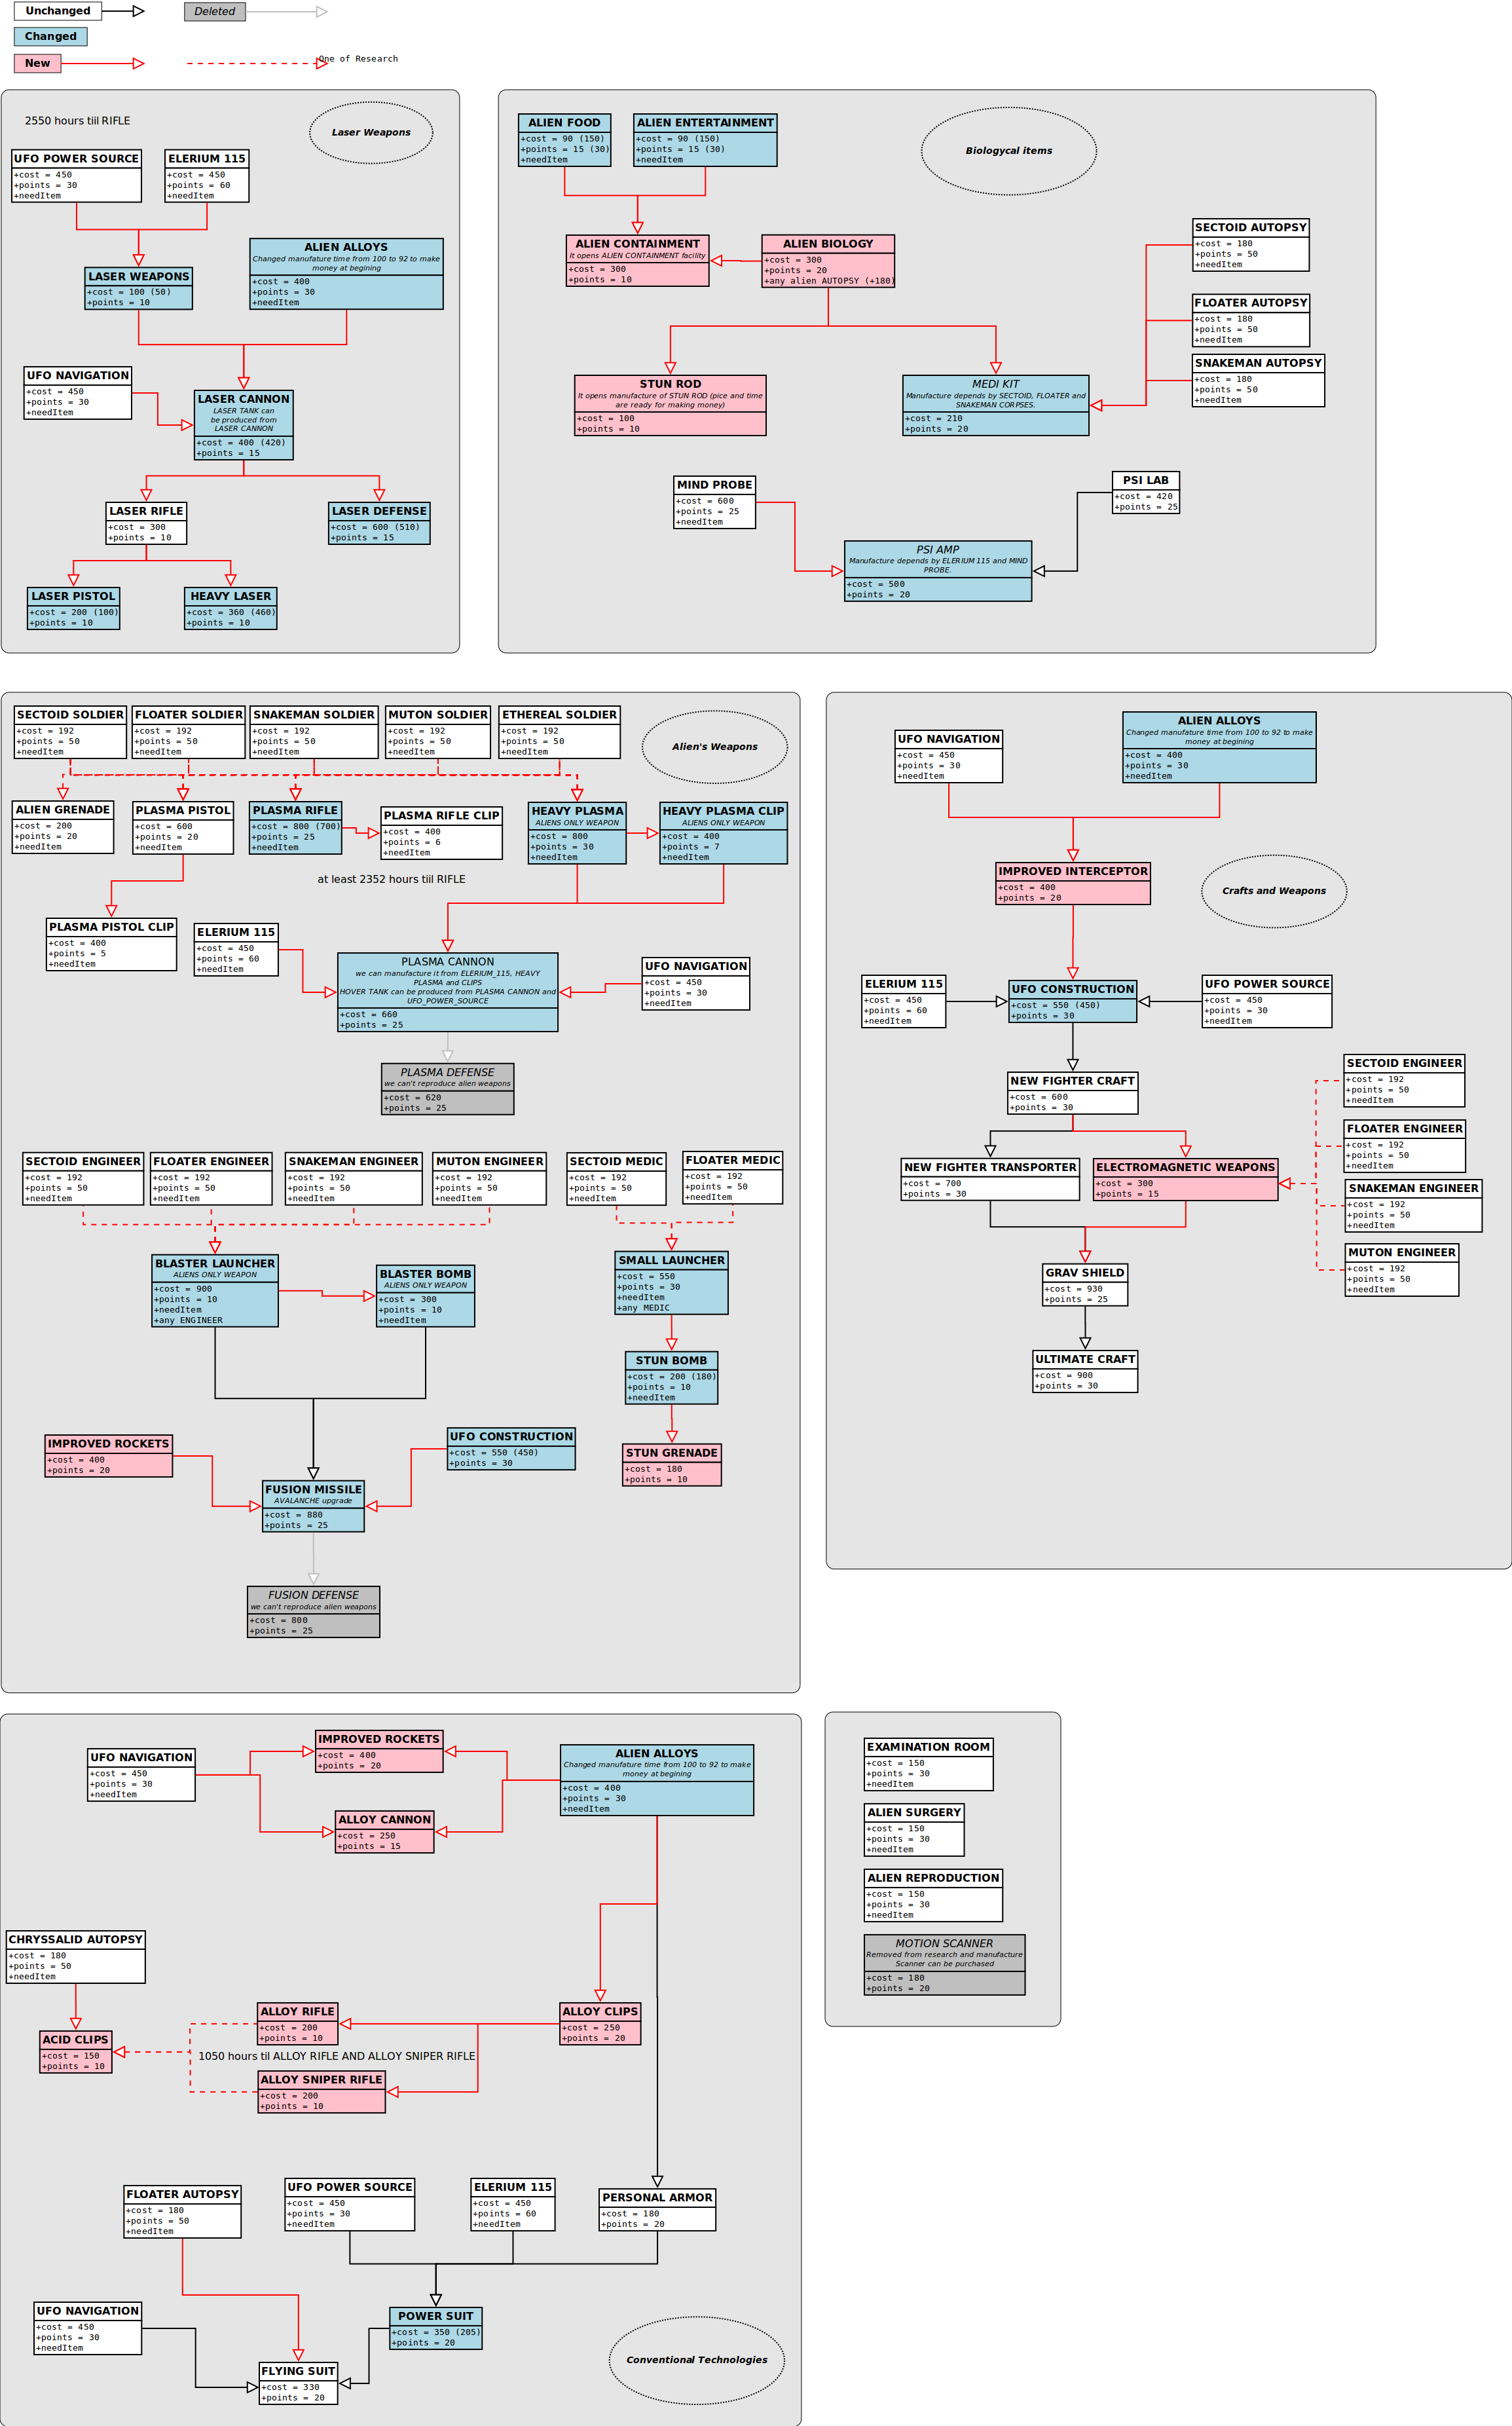 Unchanged
Deleted
Changed
New
One of Research
2550 hours tiil RIFLE
Laser Weapons
UFO POWER SOURCE
+cost = 450
+points = 30
+needItem
ELERIUM 115
+cost = 450
+points = 60
+needItem
ALIEN ALLOYS
Changed manufature time from 100 to 92 to make
money at begining
+cost = 400
+points = 30
+needItem
LASER WEAPONS
+cost = 100 (50)
+points = 10
UFO NAVIGATION
+cost = 450
+points = 30
+needItem
LASER CANNON
LASER TANK can
be produced from
LASER CANNON
+cost = 400 (420)
+points = 15
LASER RIFLE
+cost = 300
+points = 10
LASER DEFENSE
+cost = 600 (510)
+points = 15
LASER PISTOL
+cost = 200 (100)
+points = 10
HEAVY LASER
+cost = 360 (460)
+points = 10
ALIEN FOOD
+cost = 90 (150)
+points = 15 (30)
+needItem
ALIEN ENTERTAINMENT
+cost = 90 (150)
+points = 15 (30)
+needItem
Biologycal items
ALIEN CONTAINMENT
It opens ALIEN CONTAINMENT facility
+cost = 300
+points = 10
ALIEN BIOLOGY
+cost = 300
+points = 20
+any alien AUTOPSY (+180)
SECTOID AUTOPSY
+cost = 180
+points = 50
+needItem
FLOATER AUTOPSY
+cost = 180
+points = 50
+needItem
SNAKEMAN AUTOPSY
+cost = 180
+points = 50
+needItem
STUN ROD
It opens manufacture of STUN ROD (pice and time
are ready for making money)
+cost = 100
+points = 10
MEDI KIT
Manufacture depends by SECTOID, FLOATER and
SNAKEMAN CORPSES.
+cost = 210
+points = 20
MIND PROBE
+cost = 600
+points = 25
+needItem
PSI LAB
+cost = 420
+points = 25
PSI AMP
Manufacture depends by ELERIUM 115 and MIND
PROBE.
+cost = 500
+points = 20
SECTOID SOLDIER
+cost = 192
+points = 50
+needItem
FLOATER SOLDIER
+cost = 192
+points = 50
+needItem
SNAKEMAN SOLDIER
+cost = 192
+points = 50
+needItem
MUTON SOLDIER
+cost = 192
+points = 50
+needItem
ETHEREAL SOLDIER
+cost = 192
+points = 50
+needItem
Alien's Weapons
ALIEN GRENADE
+cost = 200
+points = 20
+needItem
PLASMA PISTOL
+cost = 600
+points = 20
+needItem
PLASMA RIFLE
+cost = 800 (700)
+points = 25
+needItem
PLASMA RIFLE CLIP
+cost = 400
+points = 6
+needItem
HEAVY PLASMA
ALIENS ONLY WEAPON
+cost = 800
+points = 30
+needItem
HEAVY PLASMA CLIP
ALIENS ONLY WEAPON
+cost = 400
+points = 7
+needItem
at least 2352 hours tiil RIFLE
PLASMA PISTOL CLIP
+cost = 400
+points = 5
+needItem
ELERIUM 115
+cost = 450
+points = 60
+needItem
PLASMA CANNON
we can manufacture it from ELERIUM_115, HEAVY
PLASMA and CLIPS
HOVER TANK can be produced from PLASMA CANNON and
UFO_POWER_SOURCE
+cost = 660
+points = 25
UFO NAVIGATION
+cost = 450
+points = 30
+needItem
PLASMA DEFENSE
we can't reproduce alien weapons
+cost = 620
+points = 25
SECTOID ENGINEER
+cost = 192
+points = 50
+needItem
FLOATER ENGINEER
+cost = 192
+points = 50
+needItem
SNAKEMAN ENGINEER
+cost = 192
+points = 50
+needItem
MUTON ENGINEER
+cost = 192
+points = 50
+needItem
SECTOID MEDIC
+cost = 192
+points = 50
+needItem
FLOATER MEDIC
+cost = 192
+points = 50
+needItem
BLASTER LAUNCHER
ALIENS ONLY WEAPON
+cost = 900
+points = 10
+needItem
+any ENGINEER
BLASTER BOMB
ALIENS ONLY WEAPON
+cost = 300
+points = 10
+needItem
SMALL LAUNCHER
+cost = 550
+points = 30
+needItem
+any MEDIC
STUN BOMB
+cost = 200 (180)
+points = 10
+needItem
IMPROVED ROCKETS
+cost = 400
+points = 20
UFO CONSTRUCTION
+cost = 550 (450)
+points = 30
STUN GRENADE
+cost = 180
+points = 10
FUSION MISSILE
AVALANCHE upgrade
+cost = 880
+points = 25
FUSION DEFENSE
we can't reproduce alien weapons
+cost = 800
+points = 25
UFO NAVIGATION
+cost = 450
+points = 30
+needItem
ALIEN ALLOYS
Changed manufature time from 100 to 92 to make
money at begining
+cost = 400
+points = 30
+needItem
IMPROVED INTERCEPTOR
+cost = 400
+points = 20
Crafts and Weapons
ELERIUM 115
+cost = 450
+points = 60
+needItem
UFO CONSTRUCTION
+cost = 550 (450)
+points = 30
UFO POWER SOURCE
+cost = 450
+points = 30
+needItem
NEW FIGHTER CRAFT
+cost = 600
+points = 30
SECTOID ENGINEER
+cost = 192
+points = 50
+needItem
FLOATER ENGINEER
+cost = 192
+points = 50
+needItem
NEW FIGHTER TRANSPORTER
+cost = 700
+points = 30
ELECTROMAGNETIC WEAPONS
+cost = 300
+points = 15
SNAKEMAN ENGINEER
+cost = 192
+points = 50
+needItem
MUTON ENGINEER
+cost = 192
+points = 50
+needItem
GRAV SHIELD
+cost = 930
+points = 25
ULTIMATE CRAFT
+cost = 900
+points = 30
UFO NAVIGATION
+cost = 450
+points = 30
+needItem
IMPROVED ROCKETS
+cost = 400
+points = 20
ALIEN ALLOYS
Changed manufature time from 100 to 92 to make
money at begining
+cost = 400
+points = 30
+needItem
ALLOY CANNON
+cost = 250
+points = 15
CHRYSSALID AUTOPSY
+cost = 180
+points = 50
+needItem
ALLOY RIFLE
+cost = 200
+points = 10
ALLOY CLIPS
+cost = 250
+points = 20
ACID CLIPS
+cost = 150
+points = 10
1050 hours til ALLOY RIFLE AND ALLOY SNIPER RIFLE
ALLOY SNIPER RIFLE
+cost = 200
+points = 10
FLOATER AUTOPSY
+cost = 180
+points = 50
+needItem
UFO POWER SOURCE
+cost = 450
+points = 30
+needItem
ELERIUM 115
+cost = 450
+points = 60
+needItem
PERSONAL ARMOR
+cost = 180
+points = 20
UFO NAVIGATION
+cost = 450
+points = 30
+needItem
POWER SUIT
+cost = 350 (205)
+points = 20
FLYING SUIT
+cost = 330
+points = 20
Conventional Technologies
EXAMINATION ROOM
+cost = 150
+points = 30
+needItem
ALIEN SURGERY
+cost = 150
+points = 30
+needItem
ALIEN REPRODUCTION
+cost = 150
+points = 30
+needItem
MOTION SCANNER
Removed from research and manufacture
Scanner can be purchased
+cost = 180
+points = 20